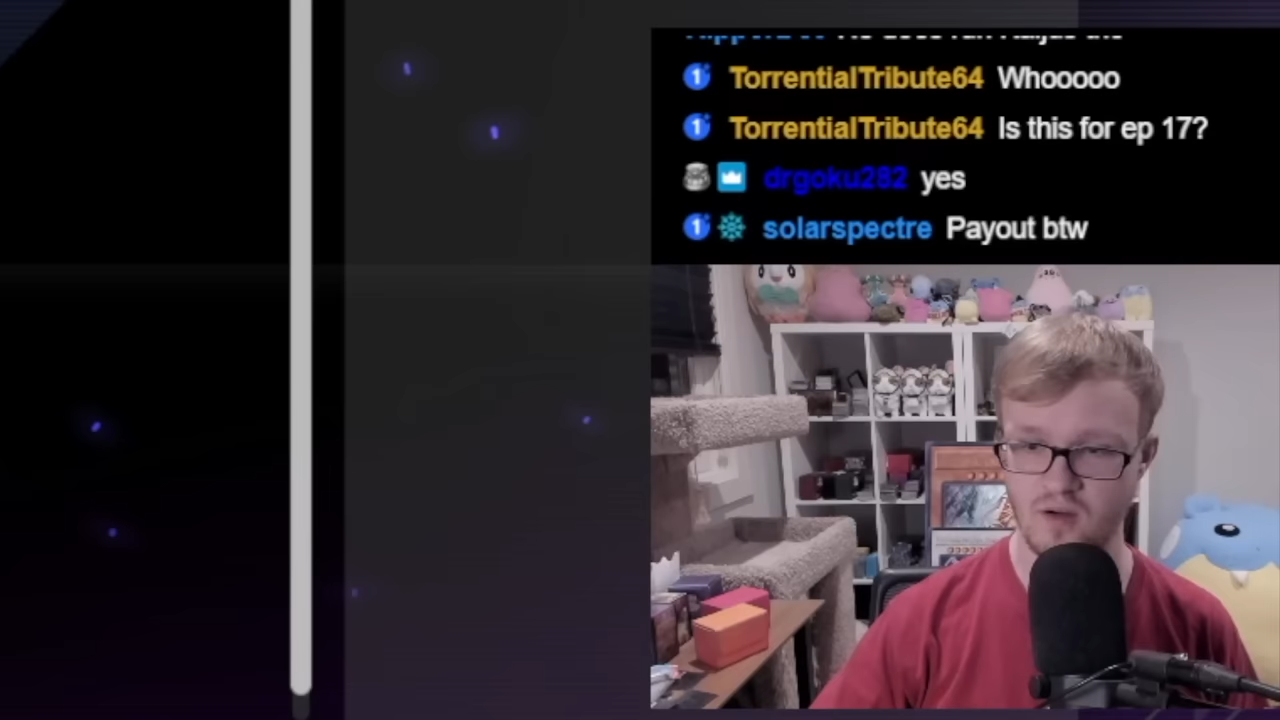 TorrentialTribute64 Whooooo
TorrentialTribute64 Is this for ep 17?
drgoku282 yes
solarspectre Payout btw